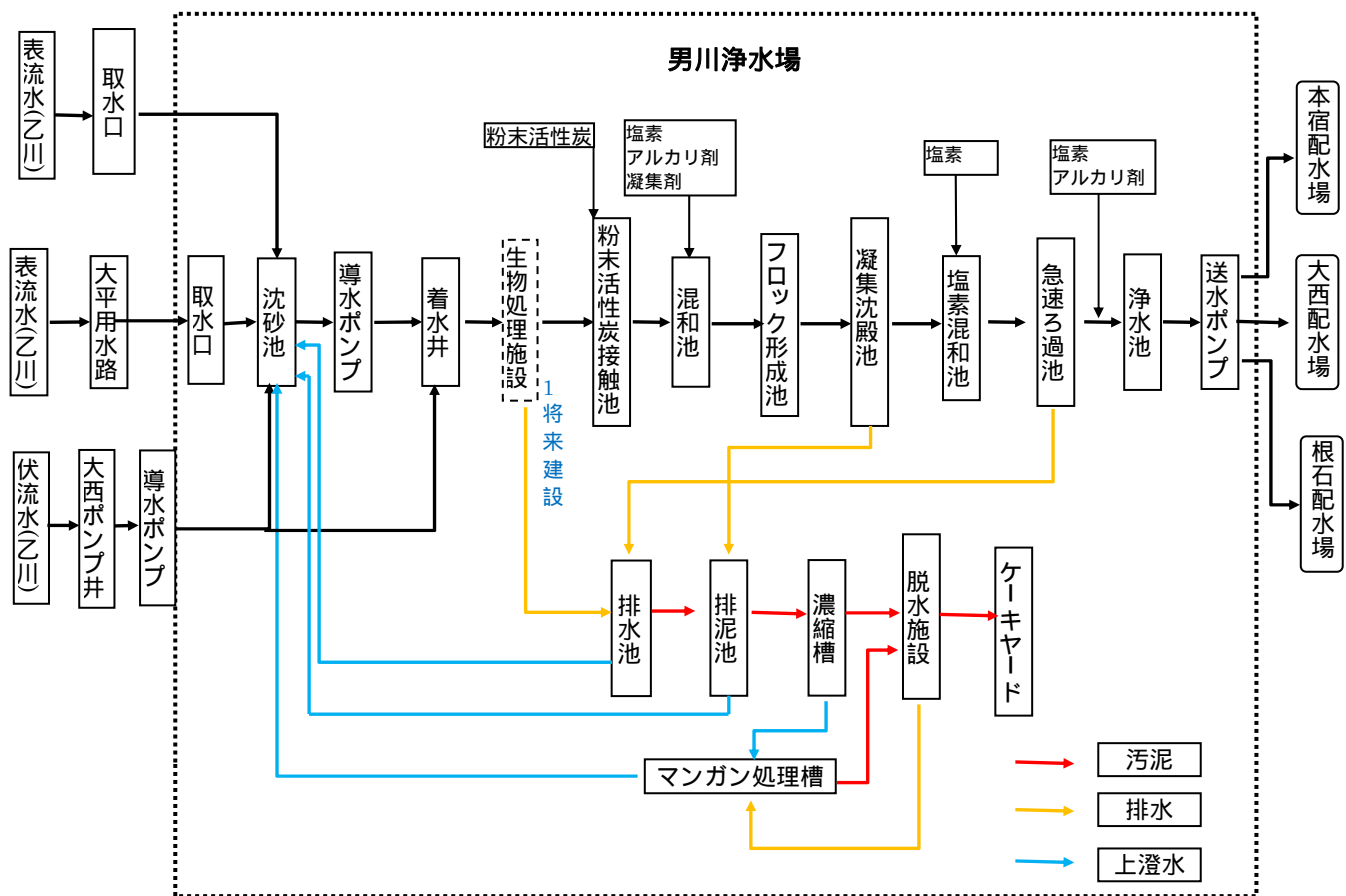 男川浄水場
表流水(乙川)
取水口
粉末活性炭
塩素
アルカリ剤
凝集剤
塩素
塩素
アルカリ剤
本宿配水場
表流水(乙川)
大平用水路
取水口
沈砂池
導水ポンプ
着水井
生物処理施設
1将来建設
粉末活性炭接触池
混和池
フロック形成池
凝集沈殿池
塩素混和池
急速ろ過池
浄水池
送水ポンプ
大西配水場
伏流水(乙川)
大西ポンプ井
導水ポンプ
根石配水場
排水池
排泥池
濃縮槽
脱水施設
ケーキヤード
マンガン処理槽
汚泥
排水
上澄水